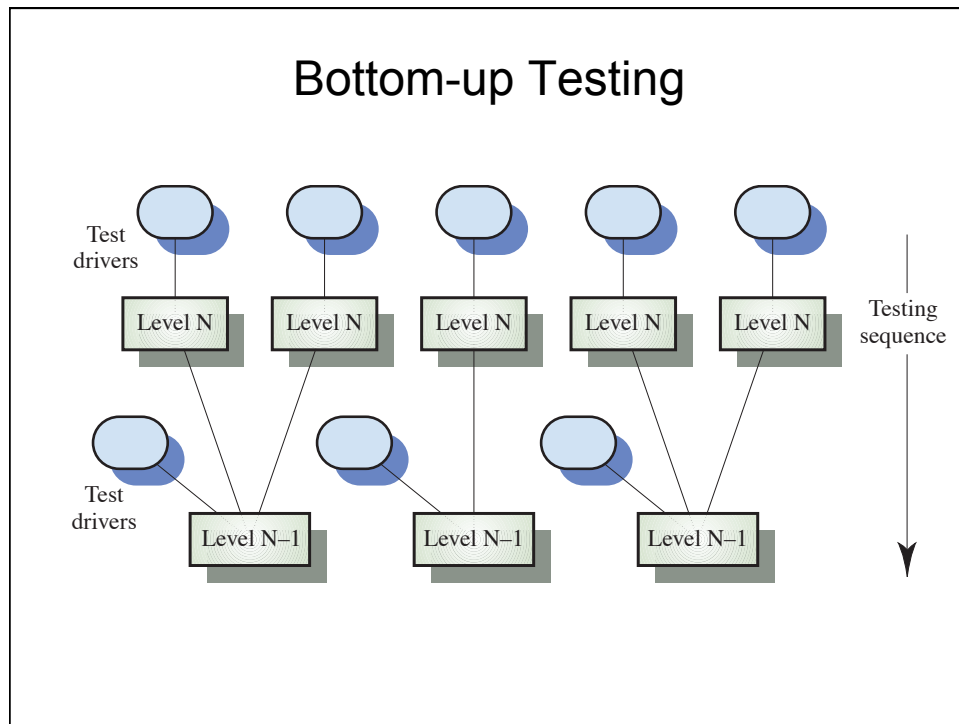 Bottom-up Testing
Test
drivers
Level N
Level N
Level N
Level N
Level N
Testing
sequence
Test
drivers
Level N–1
Level N–1
Level N–1